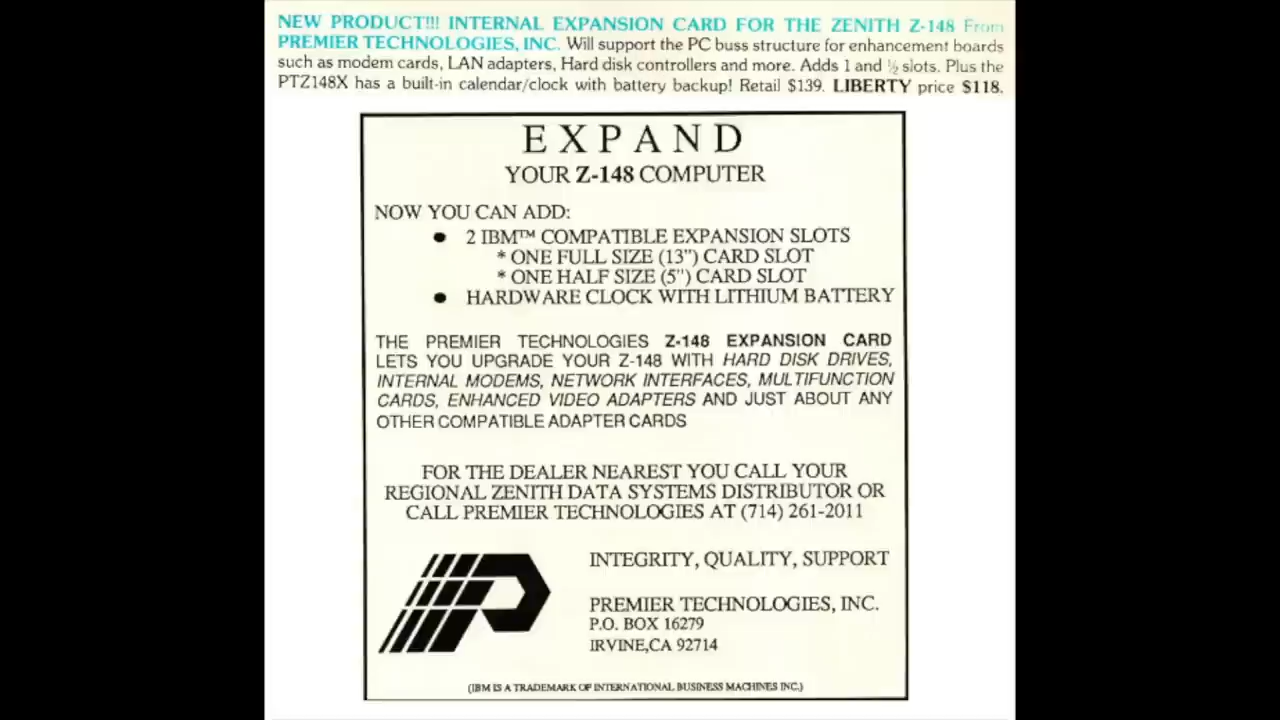 NEW PRODUCT!!! INTERNAL EXPANSION CARD FOR THE ZENITH Z-148 From
PREMIER TECHNOLOGIES, INC. Will support the PC buss structure for enhancement boards
such as modem cards, LAN adapters, Hard disk controllers and more. Adds 1 and ½ slots. Plus the
PTZ148X has a built-in calendar/clock with battery backup! Retail $139. LIBERTY price $118.
EXPAND
YOUR Z-148 COMPUTER
NOW YOU CAN ADD:
● 2 IBM™ COMPATIBLE EXPANSION SLOTS
* ONE FULL SIZE (13") CARD SLOT
* ONE HALF SIZE (5") CARD SLOT
● HARDWARE CLOCK WITH LITHIUM BATTERY
THE PREMIER TECHNOLOGIES Z-148 EXPANSION CARD
LETS YOU UPGRADE YOUR Z-148 WITH HARD DISK DRIVES,
INTERNAL MODEMS, NETWORK INTERFACES, MULTIFUNCTION
CARDS, ENHANCED VIDEO ADAPTERS AND JUST ABOUT ANY
OTHER COMPATIBLE ADAPTER CARDS
FOR THE DEALER NEAREST YOU CALL YOUR
REGIONAL ZENITH DATA SYSTEMS DISTRIBUTOR OR
CALL PREMIER TECHNOLOGIES AT (714) 261-2011
INTEGRITY, QUALITY, SUPPORT
PREMIER TECHNOLOGIES, INC.
P.O. BOX 16279
IRVINE,CA 92714
(IBM IS A TRADEMARK OF INTERNATIONAL BUSINESS MACHINES INC.)